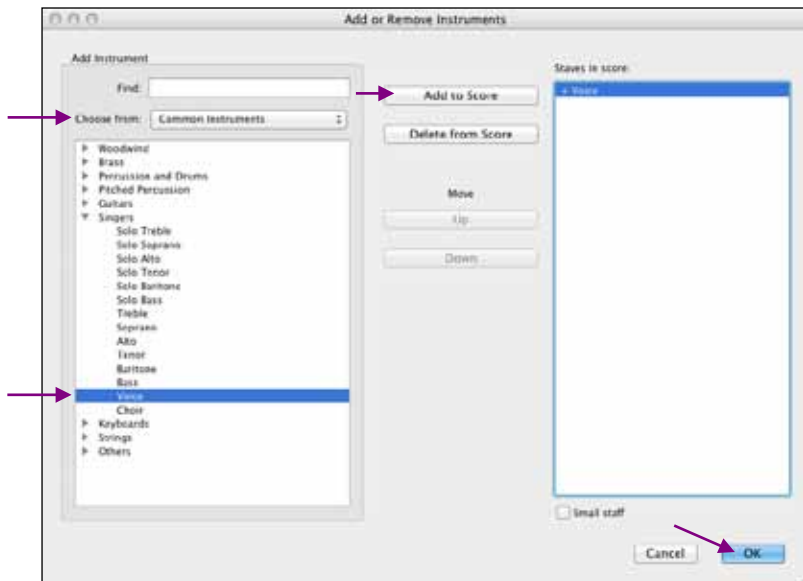 Add or Remove Instruments
Add Instrument
Find:
Choose from: Common Instruments
Woodwind
Brass
Percussion and Drums
Pitched Percussion
Guitars
Singers
Solo Treble
Solo Soprano
Solo Alto
Solo Tenor
Solo Baritone
Solo Bass
Treble
Soprano
Alto
Tenor
Baritone
Bass
Voice
Choir
Keyboards
Strings
Others
Add to Score
Delete from Score
Move
Up
Down
Staves in score:
+ Voice
Small staff
Cancel
OK